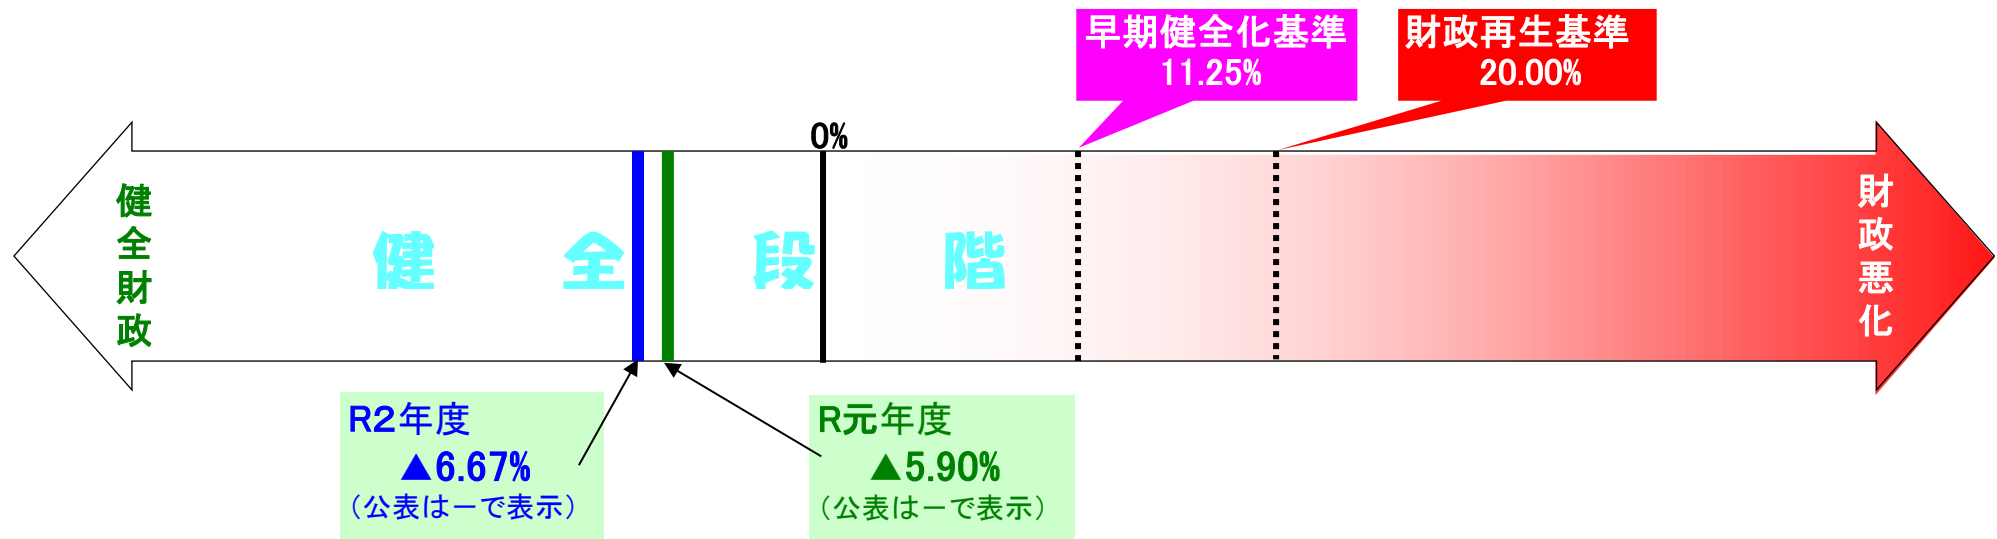 早期健全化基準
11.25%
財政再生基準
20.00%
0%
健全財政
健全段階
財政悪化
R2年度
▲6.67%
(公表は－で表示)
R元年度
▲5.90%
(公表は－で表示)